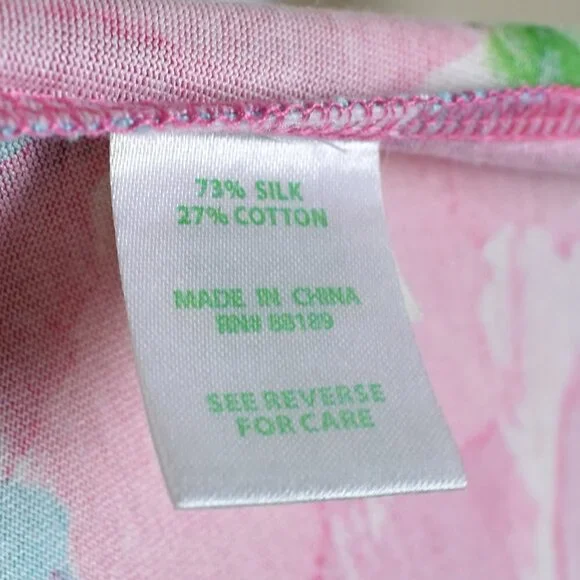 73% SILK
27% COTTON
MADE IN CHINA
RN# 88189
SEE REVERSE
FOR CARE